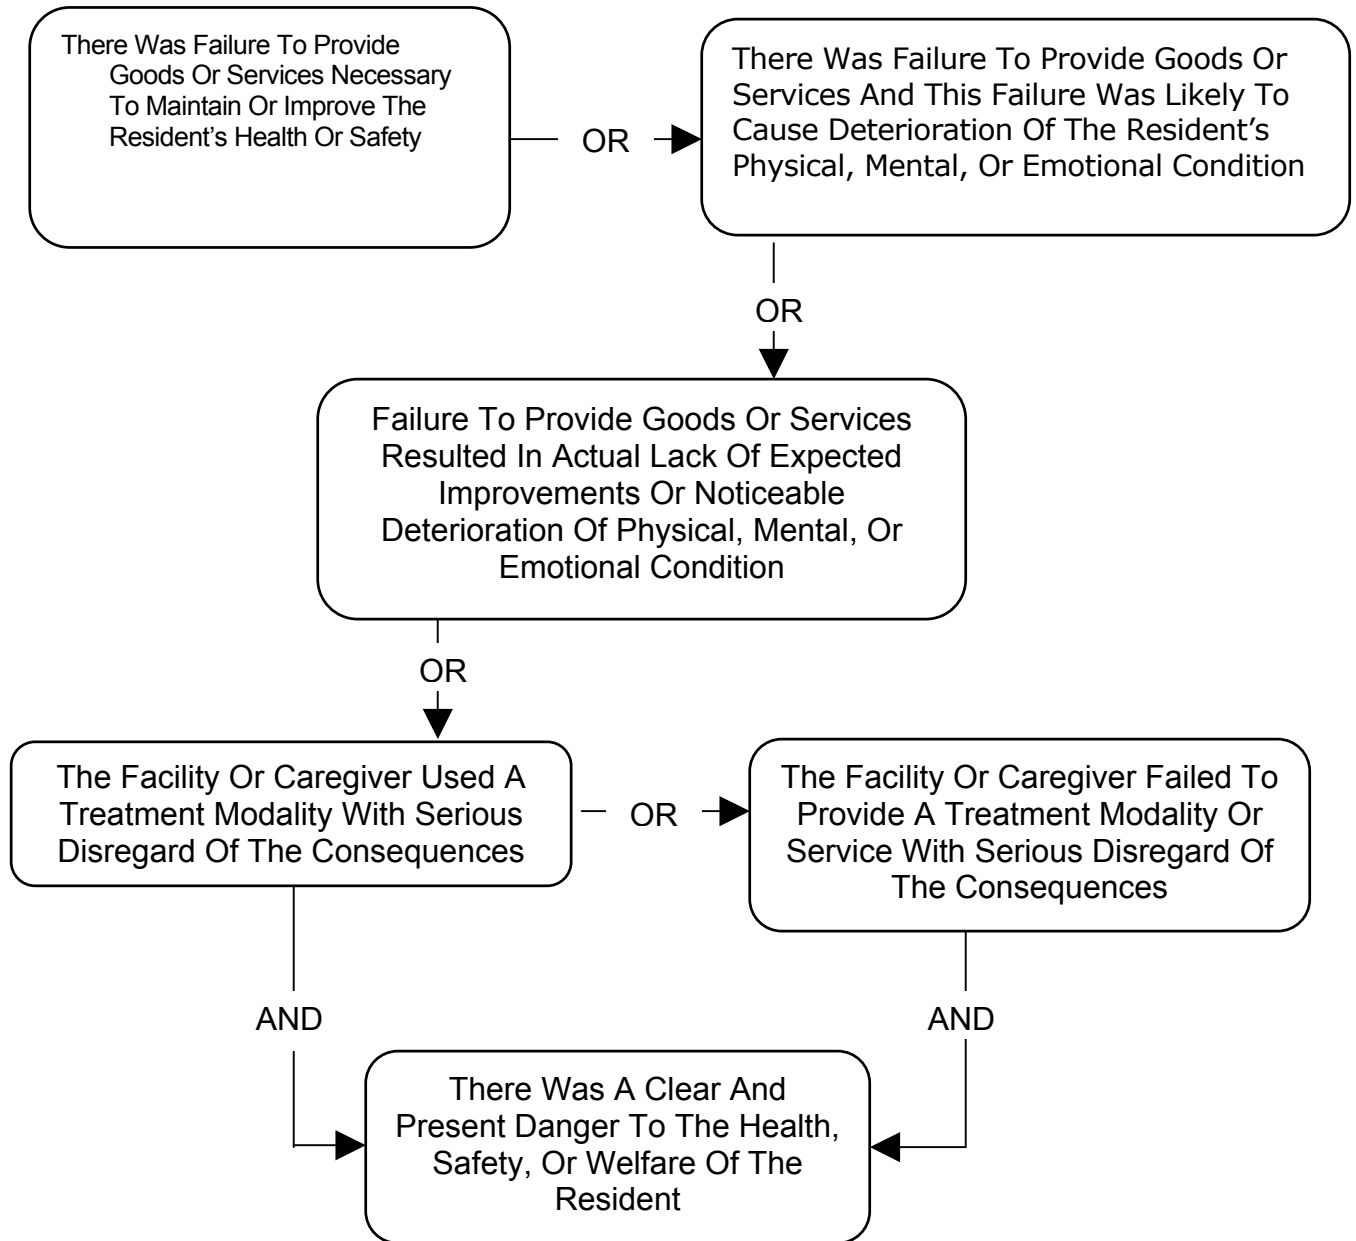 There Was Failure To Provide
Goods Or Services Necessary
To Maintain Or Improve The
Resident’s Health Or Safety
OR
There Was Failure To Provide Goods Or
Services And This Failure Was Likely To
Cause Deterioration Of The Resident’s
Physical, Mental, Or Emotional Condition
OR
Failure To Provide Goods Or Services
Resulted In Actual Lack Of Expected
Improvements Or Noticeable
Deterioration Of Physical, Mental, Or
Emotional Condition
OR
The Facility Or Caregiver Used A
Treatment Modality With Serious
Disregard Of The Consequences
OR
The Facility Or Caregiver Failed To
Provide A Treatment Modality Or
Service With Serious Disregard Of
The Consequences
AND
AND
There Was A Clear And
Present Danger To The Health,
Safety, Or Welfare Of The
Resident